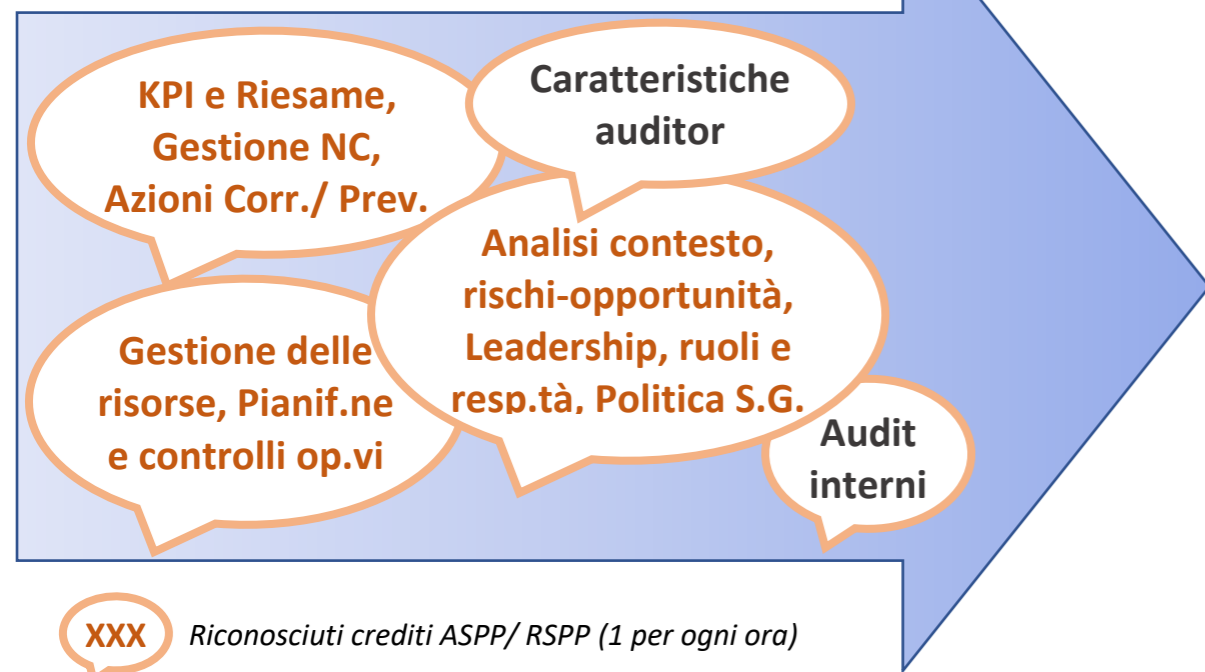 KPI e Riesame,
Gestione NC,
Azioni Corr./ Prev.
Caratteristiche
auditor
Analisi contesto,
rischi-opportunità,
Leadership, ruoli e
resp.tà, Politica S.G.
Gestione delle
risorse, Pianif.ne
e controlli op.vi
Audit
interni
XXX Riconosciuti crediti ASPP/ RSPP (1 per ogni ora)